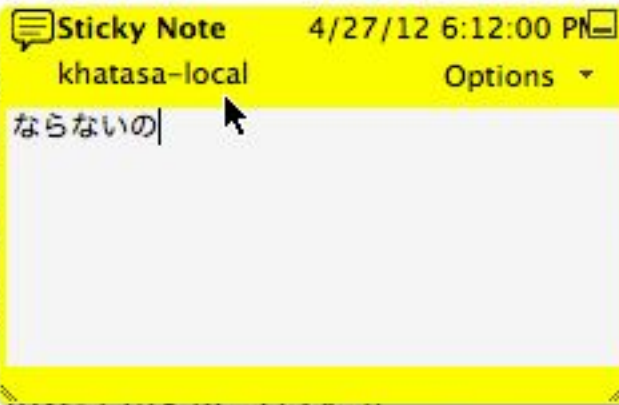 Sticky Note 4/27/12 6:12:00 PM
khatasa-local Options
ならないの